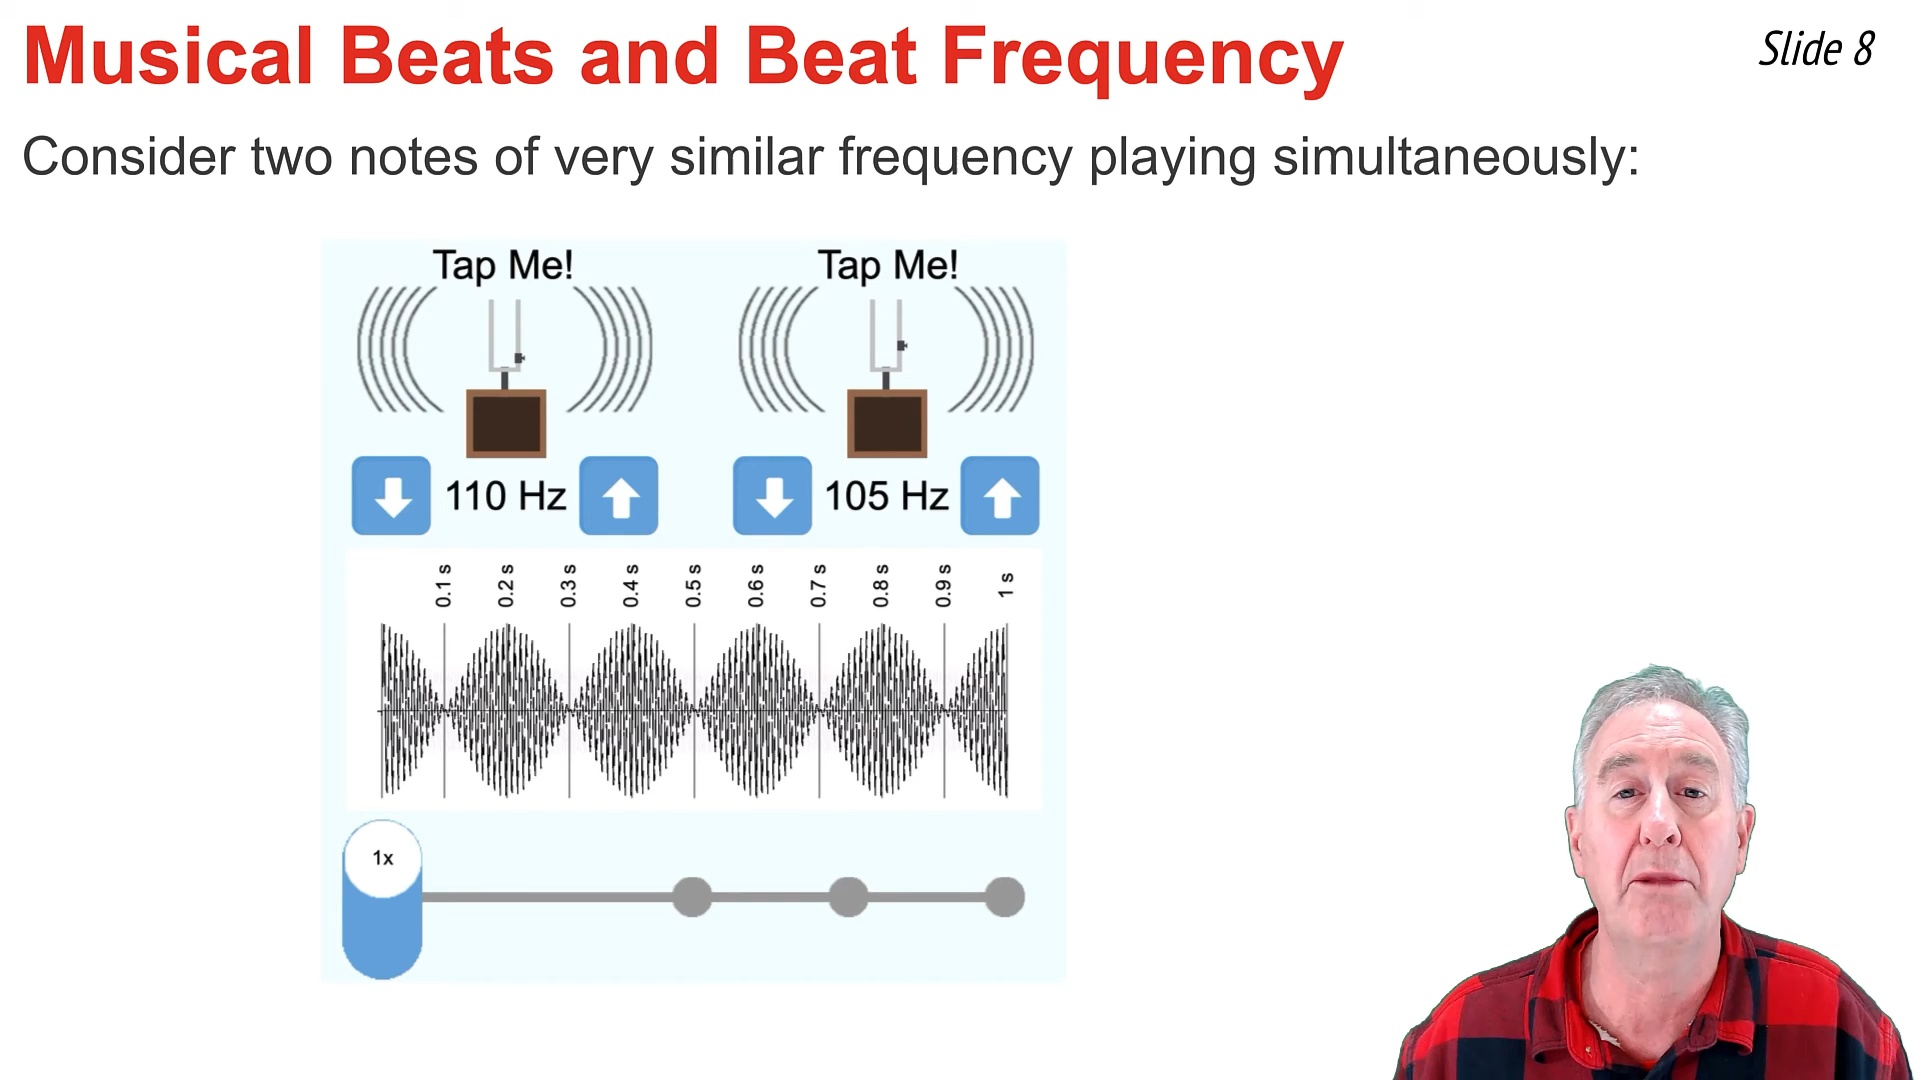 Musical Beats and Beat Frequency
Slide 8
Consider two notes of very similar frequency playing simultaneously:
Tap Me! Tap Me!
110 Hz 105 Hz
0.1 s 0.2 s 0.3 s 0.4 s 0.5 s 0.6 s 0.7 s 0.8 s 0.9 s 1 s
1x